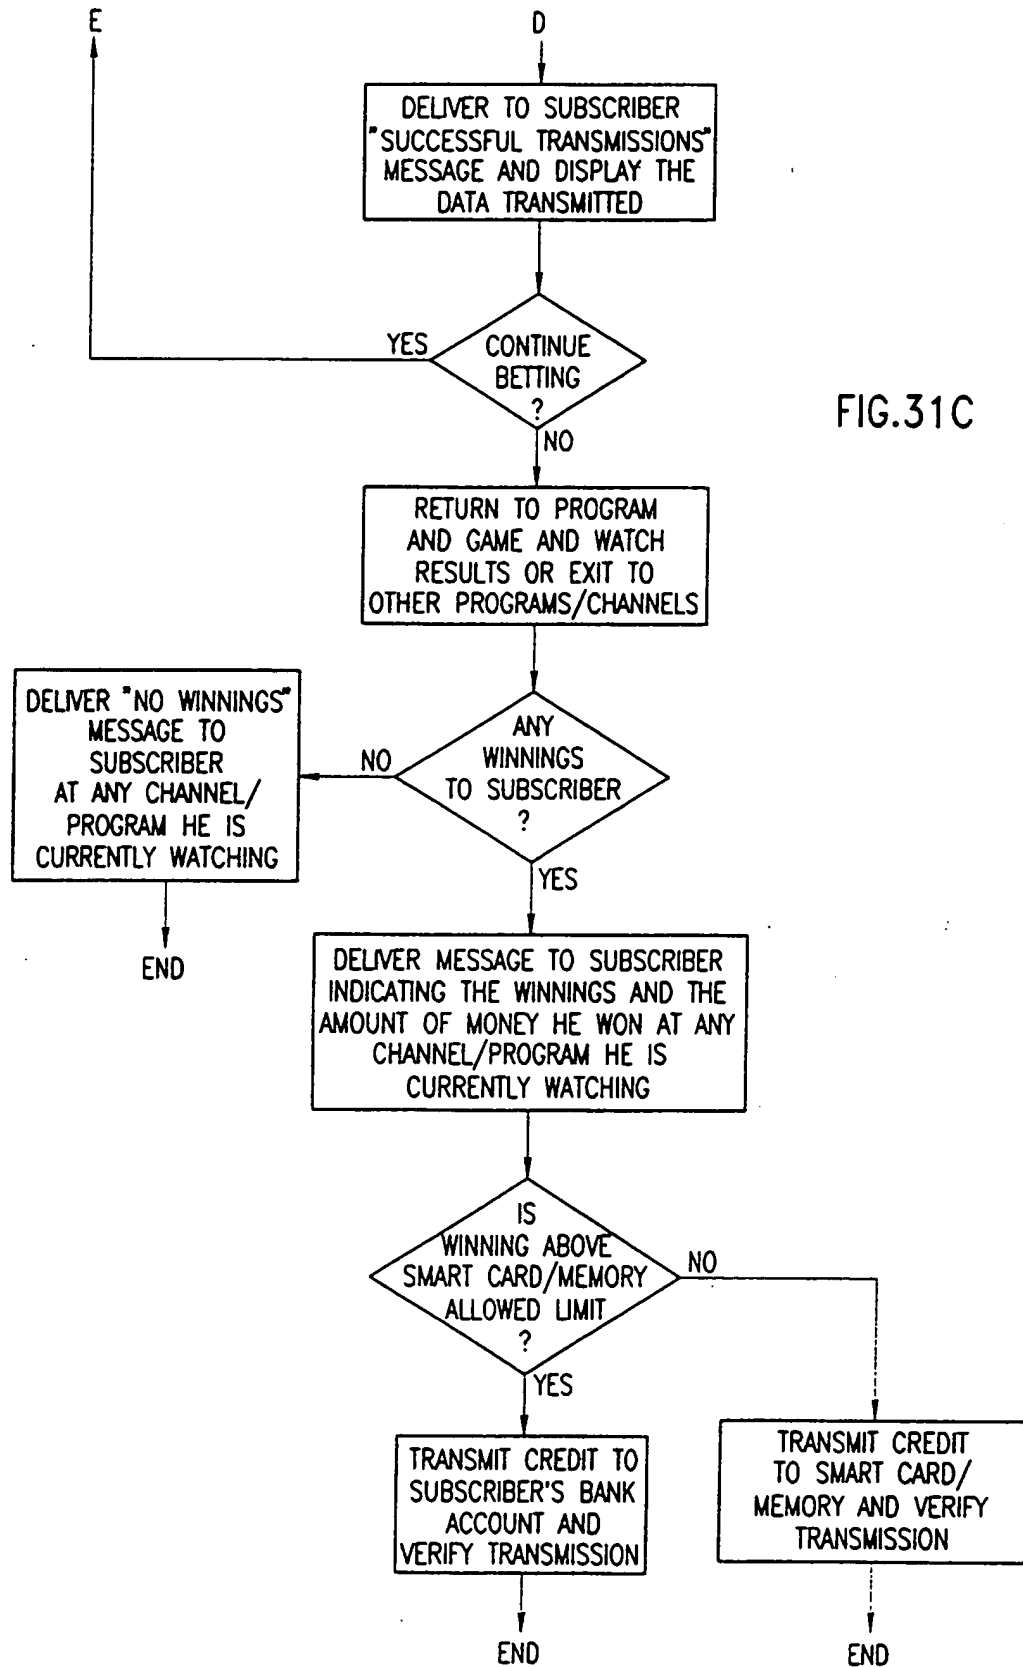 E
D
DELIVER TO SUBSCRIBER
"SUCCESSFUL TRANSMISSIONS"
MESSAGE AND DISPLAY THE
DATA TRANSMITTED
YES
CONTINUE
BETTING
?
NO
FIG.31C
RETURN TO PROGRAM
AND GAME AND WATCH
RESULTS OR EXIT TO
OTHER PROGRAMS/CHANNELS
ANY
WINNINGS
TO SUBSCRIBER
?
NO
DELIVER "NO WINNINGS"
MESSAGE TO
SUBSCRIBER
AT ANY CHANNEL/
PROGRAM HE IS
CURRENTLY WATCHING
END
YES
DELIVER MESSAGE TO SUBSCRIBER
INDICATING THE WINNINGS AND THE
AMOUNT OF MONEY HE WON AT ANY
CHANNEL/PROGRAM HE IS
CURRENTLY WATCHING
IS
WINNING ABOVE
SMART CARD/MEMORY
ALLOWED LIMIT
?
NO
YES
TRANSMIT CREDIT TO
SUBSCRIBER'S BANK
ACCOUNT AND
VERIFY TRANSMISSION
END
TRANSMIT CREDIT
TO SMART CARD/
MEMORY AND VERIFY
TRANSMISSION
END